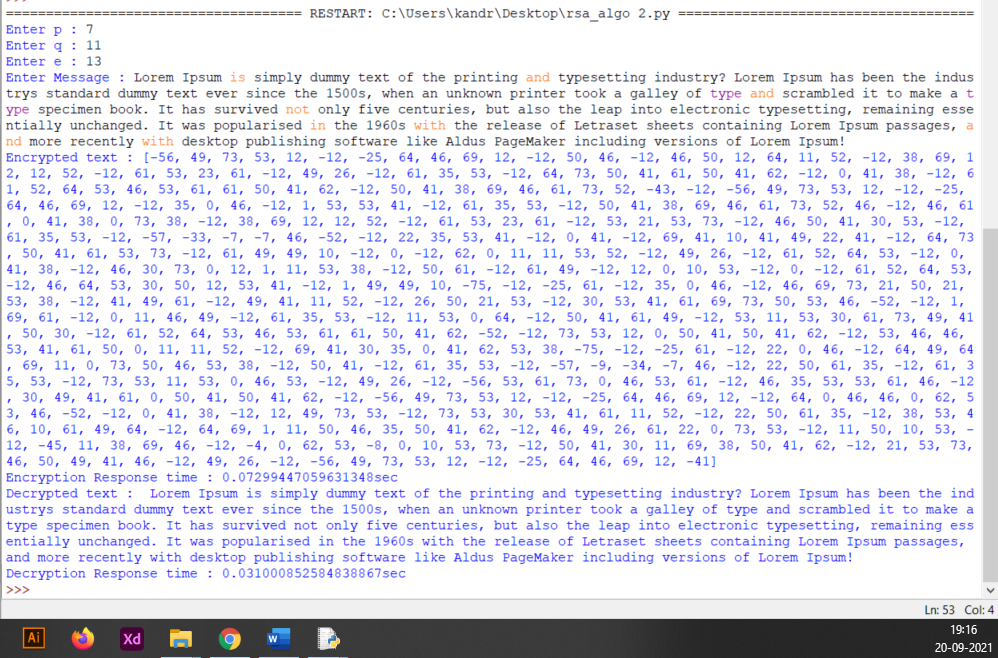 ===================================== RESTART: C:\Users\kandr\Desktop\rsa_algo 2.py =====================================
Enter p : 7
Enter q : 11
Enter e : 13
Enter Message : Lorem Ipsum is simply dummy text of the printing and typesetting industry? Lorem Ipsum has been the indus
trys standard dummy text ever since the 1500s, when an unknown printer took a galley of type and scrambled it to make a t
ype specimen book. It has survived not only five centuries, but also the leap into electronic typesetting, remaining esse
ntially unchanged. It was popularised in the 1960s with the release of Letraset sheets containing Lorem Ipsum passages, a
nd more recently with desktop publishing software like Aldus PageMaker including versions of Lorem Ipsum!
Encrypted text : [-56, 49, 73, 53, 12, -12, -25, 64, 46, 69, 12, -12, 50, 46, -12, 46, 50, 12, 64, 11, 52, -12, 38, 69, 1
2, 12, 52, -12, 61, 53, 23, 61, -12, 49, 26, -12, 61, 35, 53, -12, 64, 73, 50, 41, 61, 50, 41, 62, -12, 0, 41, 38, -12, 6
1, 52, 64, 53, 46, 53, 61, 61, 50, 41, 62, -12, 50, 41, 38, 69, 46, 61, 73, 52, -43, -12, -56, 49, 73, 53, 12, -12, -25,
64, 46, 69, 12, -12, 35, 0, 46, -12, 1, 53, 53, 41, -12, 61, 35, 53, -12, 50, 41, 38, 69, 46, 61, 73, 52, 46, -12, 46, 61
, 0, 41, 38, 0, 73, 38, -12, 38, 69, 12, 12, 52, -12, 61, 53, 23, 61, -12, 53, 21, 53, 73, -12, 46, 50, 41, 30, 53, -12,
61, 35, 53, -12, -57, -33, -7, -7, 46, -52, -12, 22, 35, 53, 41, -12, 0, 41, -12, 69, 41, 10, 41, 49, 22, 41, -12, 64, 73
, 50, 41, 61, 53, 73, -12, 61, 49, 49, 10, -12, 0, -12, 62, 0, 11, 11, 53, 52, -12, 49, 26, -12, 61, 52, 64, 53, -12, 0,
41, 38, -12, 46, 30, 73, 0, 12, 1, 11, 53, 38, -12, 50, 61, -12, 61, 49, -12, 12, 0, 10, 53, -12, 0, -12, 61, 52, 64, 53,
-12, 46, 64, 53, 30, 50, 12, 53, 41, -12, 1, 49, 49, 10, -75, -12, -25, 61, -12, 35, 0, 46, -12, 46, 69, 73, 21, 50, 21,
53, 38, -12, 41, 49, 61, -12, 49, 41, 11, 52, -12, 26, 50, 21, 53, -12, 30, 53, 41, 61, 69, 73, 50, 53, 46, -52, -12, 1,
69, 61, -12, 0, 11, 46, 49, -12, 61, 35, 53, -12, 11, 53, 0, 64, -12, 50, 41, 61, 49, -12, 53, 11, 53, 30, 61, 73, 49, 41
, 50, 30, -12, 61, 52, 64, 53, 46, 53, 61, 61, 50, 41, 62, -52, -12, 73, 53, 12, 0, 50, 41, 50, 41, 62, -12, 53, 46, 46,
53, 41, 61, 50, 0, 11, 11, 52, -12, 69, 41, 30, 35, 0, 41, 62, 53, 38, -75, -12, -25, 61, -12, 22, 0, 46, -12, 64, 49, 64
, 69, 11, 0, 73, 50, 46, 53, 38, -12, 50, 41, -12, 61, 35, 53, -12, -57, -9, -34, -7, 46, -12, 22, 50, 61, 35, -12, 61, 3
5, 53, -12, 73, 53, 11, 53, 0, 46, 53, -12, 49, 26, -12, -56, 53, 61, 73, 0, 46, 53, 61, -12, 46, 35, 53, 53, 61, 46, -12
, 30, 49, 41, 61, 0, 50, 41, 50, 41, 62, -12, -56, 49, 73, 53, 12, -12, -25, 64, 46, 69, 12, -12, 64, 0, 46, 46, 0, 62, 5
3, 46, -52, -12, 0, 41, 38, -12, 12, 49, 73, 53, -12, 73, 53, 30, 53, 41, 61, 11, 52, -12, 22, 50, 61, 35, -12, 38, 53, 4
6, 10, 61, 49, 64, -12, 64, 69, 1, 11, 50, 46, 35, 50, 41, 62, -12, 46, 49, 26, 61, 22, 0, 73, 53, -12, 11, 50, 10, 53, -
12, -45, 11, 38, 69, 46, -12, -4, 0, 62, 53, -8, 0, 10, 53, 73, -12, 50, 41, 30, 11, 69, 38, 50, 41, 62, -12, 21, 53, 73,
46, 50, 49, 41, 46, -12, 49, 26, -12, -56, 49, 73, 53, 12, -12, -25, 64, 46, 69, 12, -41]
Encryption Response time : 0.07299447059631348sec
Decrypted text :  Lorem Ipsum is simply dummy text of the printing and typesetting industry? Lorem Ipsum has been the ind
ustrys standard dummy text ever since the 1500s, when an unknown printer took a galley of type and scrambled it to make a
type specimen book. It has survived not only five centuries, but also the leap into electronic typesetting, remaining ess
entially unchanged. It was popularised in the 1960s with the release of Letraset sheets containing Lorem Ipsum passages,
and more recently with desktop publishing software like Aldus PageMaker including versions of Lorem Ipsum!
Decryption Response time : 0.031000852584838867sec
>>>
Ln: 53 Col: 4
Ai
Xd
W
19:16
20-09-2021